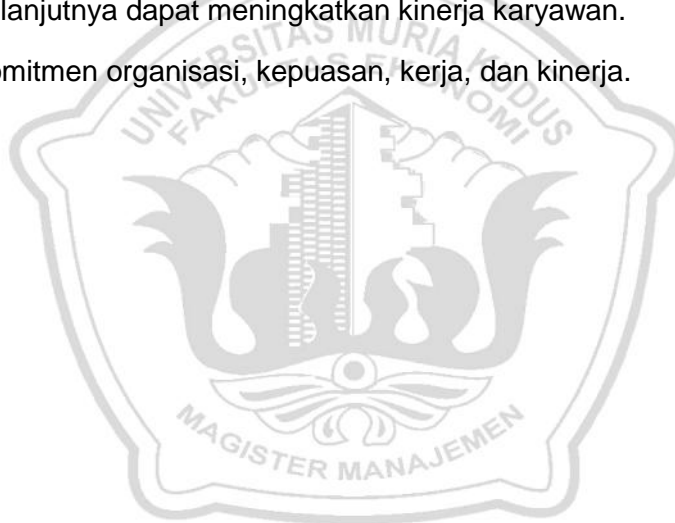 lanjutnya dapat meningkatkan kinerja karyawan.
omitmen organisasi, kepuasan, kerja, dan kinerja.
UNIVERSITAS MURIA KUDUS
FAKULTAS EKONOMI
MAGISTER MANAJEMEN